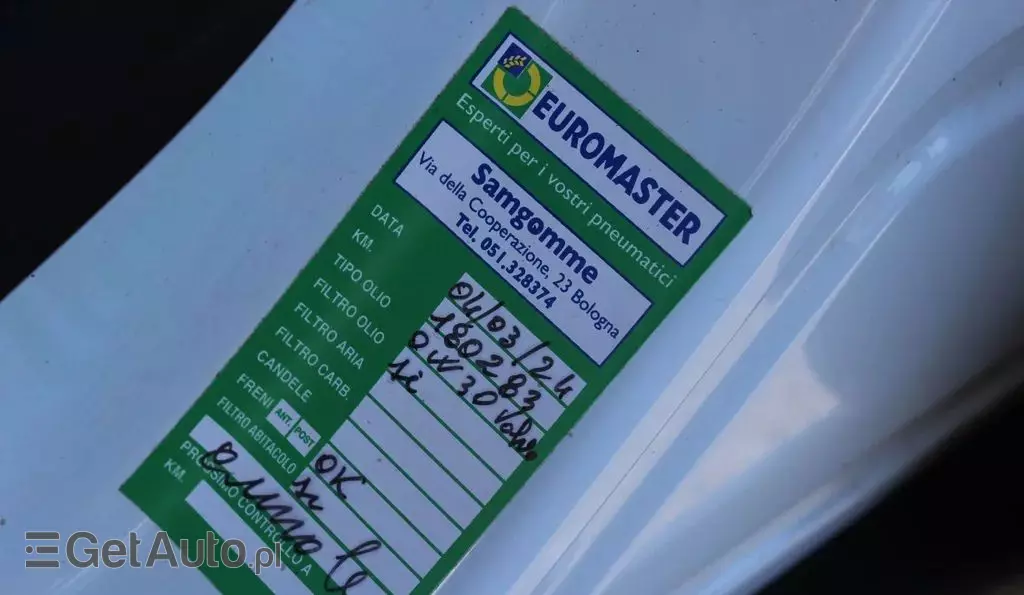 EUROMASTER
Esperti per i vostri pneumatici
Samgomme
Via della Cooperazione, 23 Bologna
Tel. 051.328374
DATA 04/03/24
KM. 180283
TIPO OLIO 0W30
FILTRO OLIO sì
FILTRO ARIA
FILTRO CARB.
CANDELE
FRENI ANT. POST OK
FILTRO ABITACOLO si
PROSSIMO CONTROLLO A
KM.
GetAuto.pl